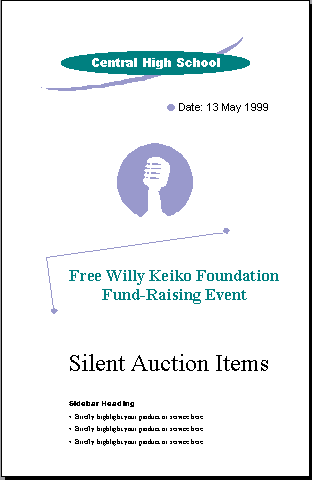 Central High School
Date: 13 May 1999
Free Willy Keiko Foundation
Fund-Raising Event
Silent Auction Items
Sidebar Heading
• Briefly highlight your product or service here.
• Briefly highlight your product or service here.
• Briefly highlight your product or service here.